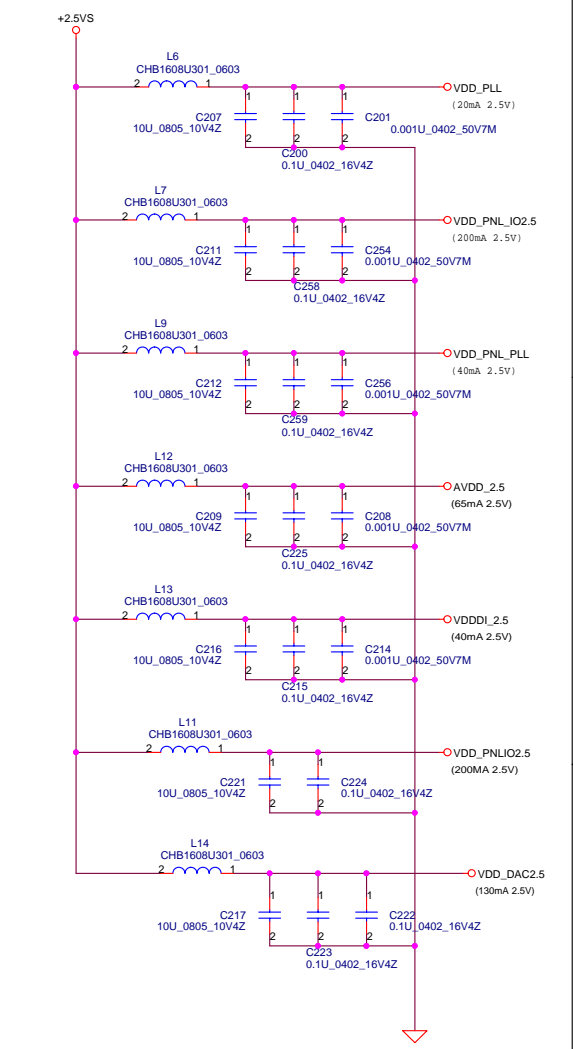 +2.5VS
L6
CHB1608U301_0603
2 1
VDD_PLL
(20mA 2.5V)
1 1 1
C207
10U_0805_10V4Z
C201
0.001U_0402_50V7M
2 2 2
C200
0.1U_0402_16V4Z
L7
CHB1608U301_0603
2 1
VDD_PNL_IO2.5
(200mA 2.5V)
1 1 1
C211
10U_0805_10V4Z
C254
0.001U_0402_50V7M
2 2 2
C258
0.1U_0402_16V4Z
L9
CHB1608U301_0603
2 1
VDD_PNL_PLL
(40mA 2.5V)
1 1 1
C212
10U_0805_10V4Z
C256
0.001U_0402_50V7M
2 2 2
C259
0.1U_0402_16V4Z
L12
CHB1608U301_0603
2 1
AVDD_2.5
(65mA 2.5V)
1 1 1
C209
10U_0805_10V4Z
C208
0.001U_0402_50V7M
2 2 2
C225
0.1U_0402_16V4Z
L13
CHB1608U301_0603
2 1
VDDDI_2.5
(40mA 2.5V)
1 1 1
C216
10U_0805_10V4Z
C214
0.001U_0402_50V7M
2 2 2
C215
0.1U_0402_16V4Z
L11
CHB1608U301_0603
2 1
VDD_PNLIO2.5
(200MA 2.5V)
1 1
C221
10U_0805_10V4Z
C224
0.1U_0402_16V4Z
2 2
L14
CHB1608U301_0603
2 1
VDD_DAC2.5
(130mA 2.5V)
1 1 1
C217
10U_0805_10V4Z
C222
0.1U_0402_16V4Z
2 2 2
C223
0.1U_0402_16V4Z